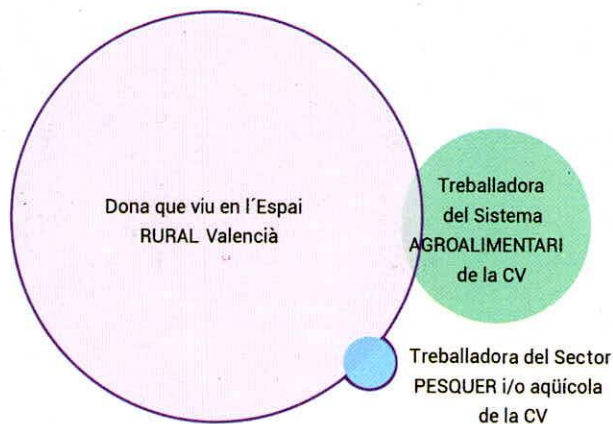 Dona que viu en l´Espai
RURAL Valencià
Treballadora
del Sistema
AGROALIMENTARI
de la CV
Treballadora del Sector
PESQUER i/o aqüícola
de la CV